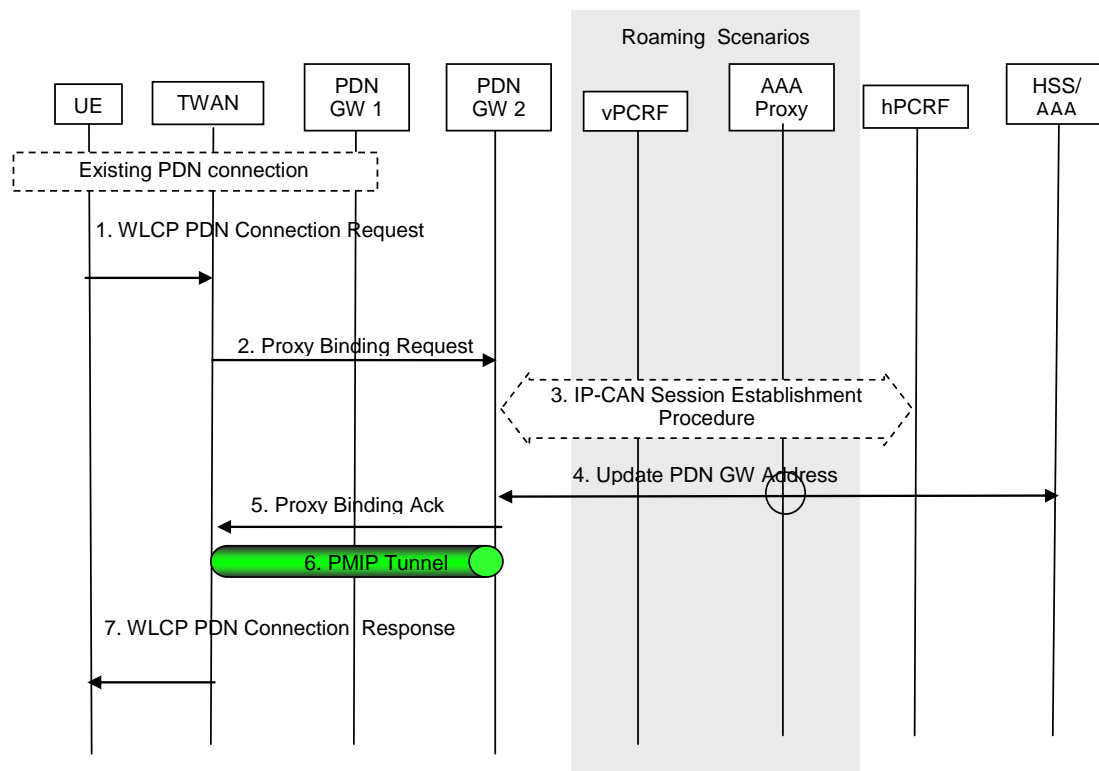 Roaming Scenarios
UE
TWAN
PDN
GW 1
PDN
GW 2
vPCRF
AAA
Proxy
hPCRF
HSS/
AAA
Existing PDN connection
1. WLCP PDN Connection Request
2. Proxy Binding Request
3. IP-CAN Session Establishment
Procedure
4. Update PDN GW Address
5. Proxy Binding Ack
6. PMIP Tunnel
7. WLCP PDN Connection Response